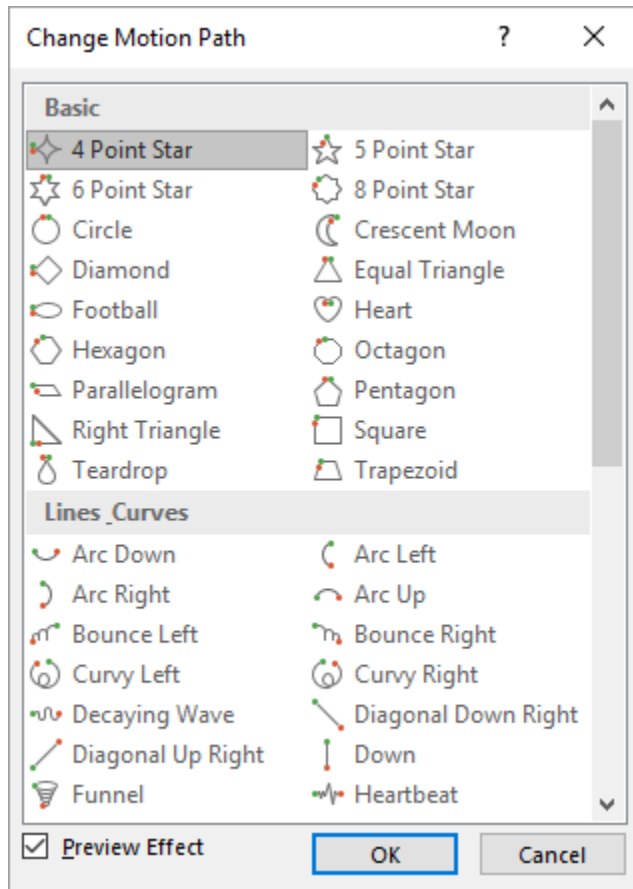 Change Motion Path ?
Basic
4 Point Star 5 Point Star
6 Point Star 8 Point Star
Circle Crescent Moon
Diamond Equal Triangle
Football Heart
Hexagon Octagon
Parallelogram Pentagon
Right Triangle Square
Teardrop Trapezoid
Lines_Curves
Arc Down Arc Left
Arc Right Arc Up
Bounce Left Bounce Right
Curvy Left Curvy Right
Decaying Wave Diagonal Down Right
Diagonal Up Right Down
Funnel Heartbeat
Preview Effect OK Cancel